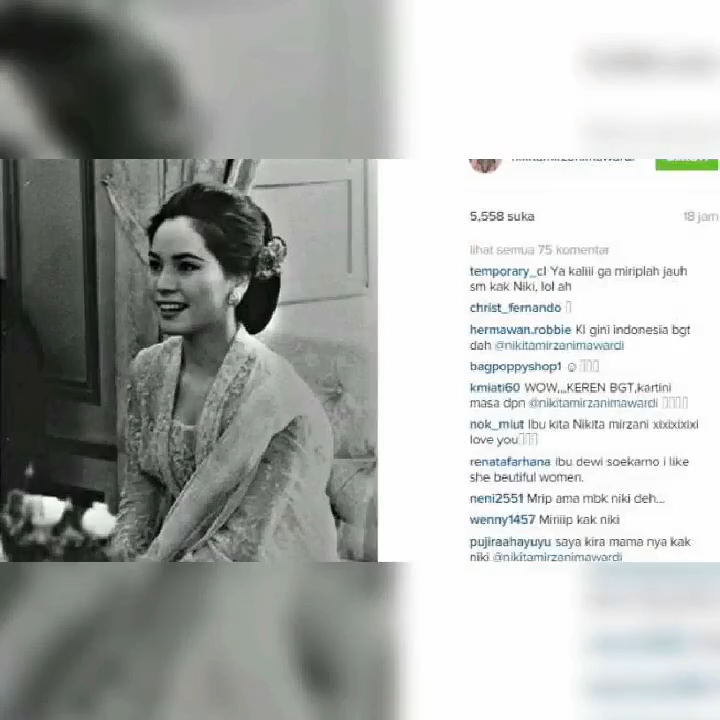 5,558 suka
18 jam
lihat semua 75 komentar
temporary_cl Ya kaliii ga miriplah jauh
sm kak Niki, lol ah
christ_fernando
hermawan.robbie KI gini indonesia bgt
dah @nikitamirzanimawardi
bagpoppyshop1 ☺
kmiati60 WOW,,,KEREN BGT,kartini
masa dpn @nikitamirzanimawardi
nok_miut Ibu kita Nikita mirzani xixixixixi
love you
renatafarhana ibu dewi soekarno i like
she beutiful women.
neni2551 Mrip ama mbk niki deh...
wenny1457 Miriiip kak niki
pujiraahayuyu saya kira mama nya kak
niki @nikitamirzanimawardi